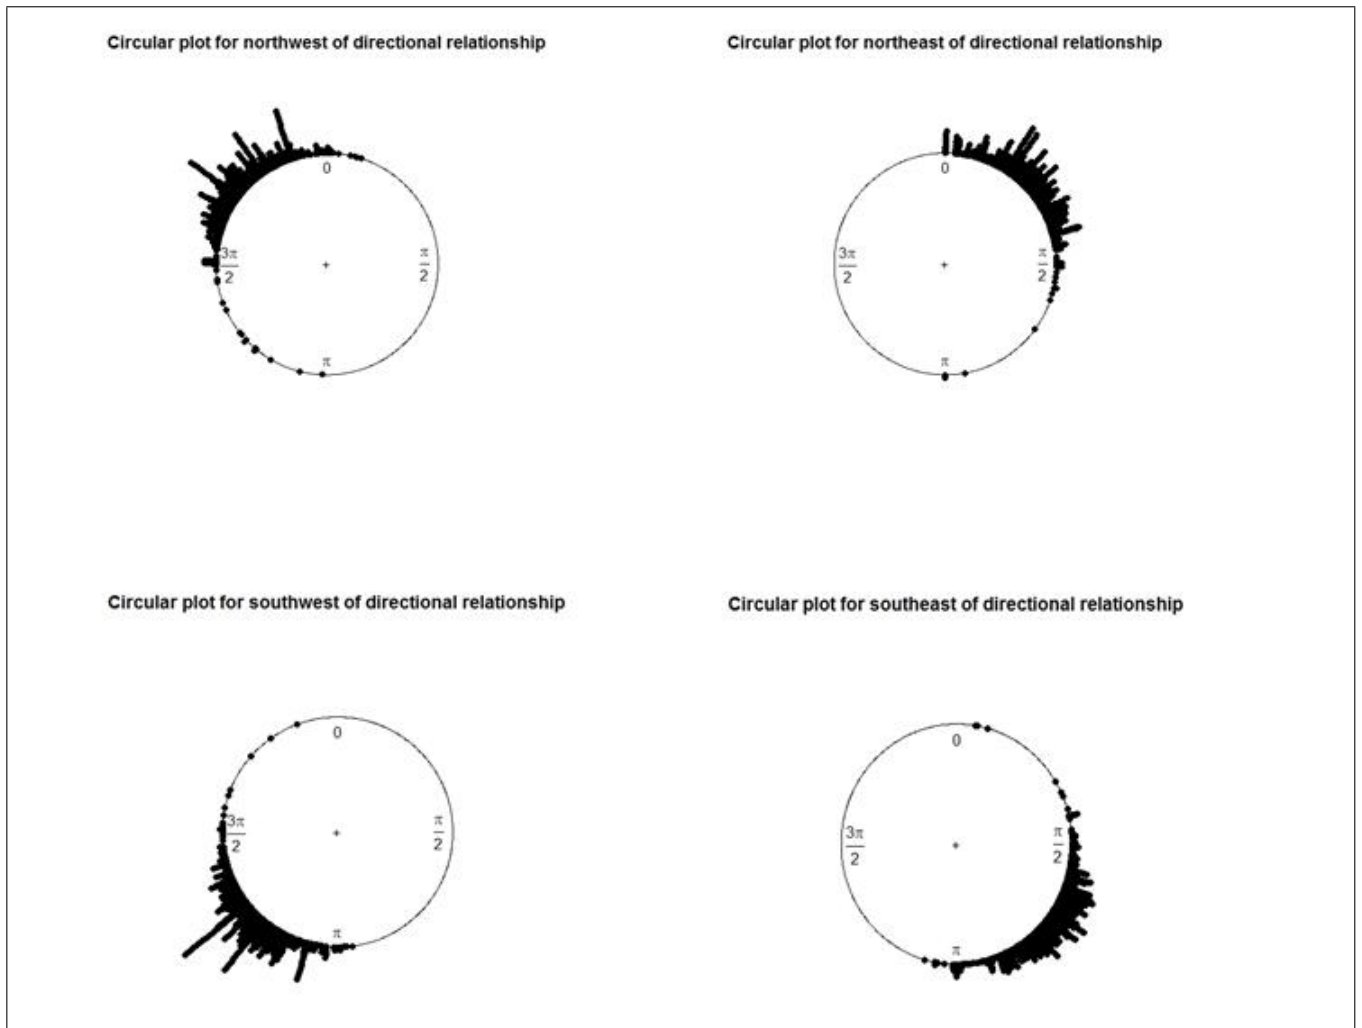 Circular plot for northwest of directional relationship
Circular plot for northeast of directional relationship
0
3π
2
π
2
π
0
3π
2
π
2
π
Circular plot for southwest of directional relationship
Circular plot for southeast of directional relationship
0
3π
2
π
2
π
0
3π
2
π
2
π